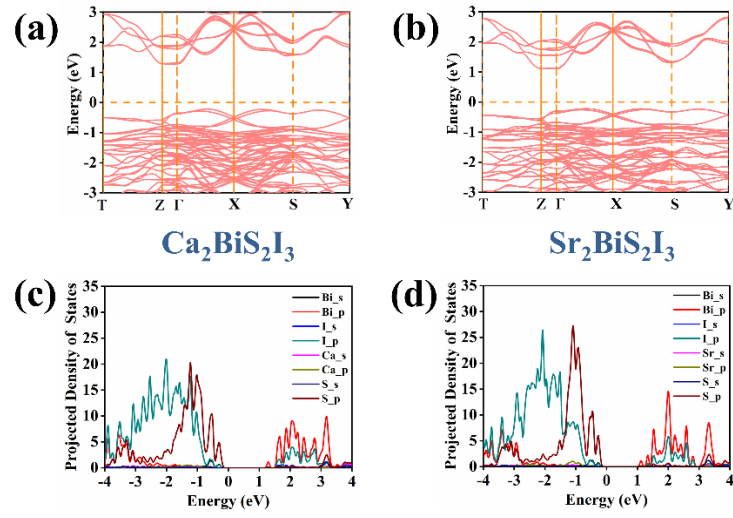 (a)
3
2
1
0
-1
-2
-3
Energy (eV)
T Z Γ X S Y
(b)
3
2
1
0
-1
-2
-3
Energy (eV)
T Z Γ X S Y
Ca₂BiS₂I₃
Sr₂BiS₂I₃
(c)
35
30
25
20
15
10
5
0
Projected Density of States
Bi_s
Bi_p
I_s
I_p
Ca_s
Ca_p
S_s
S_p
-4 -3 -2 -1 0 1 2 3 4
Energy (eV)
(d)
35
30
25
20
15
10
5
0
Projected Density of States
Bi_s
Bi_p
I_s
I_p
Sr_s
Sr_p
S_s
S_p
-4 -3 -2 -1 0 1 2 3 4
Energy (eV)